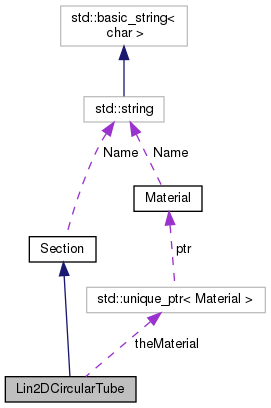 std::basic_string<
char >
std::string
Name
Name
Material
Section
ptr
std::unique_ptr< Material >
theMaterial
Lin2DCircularTube